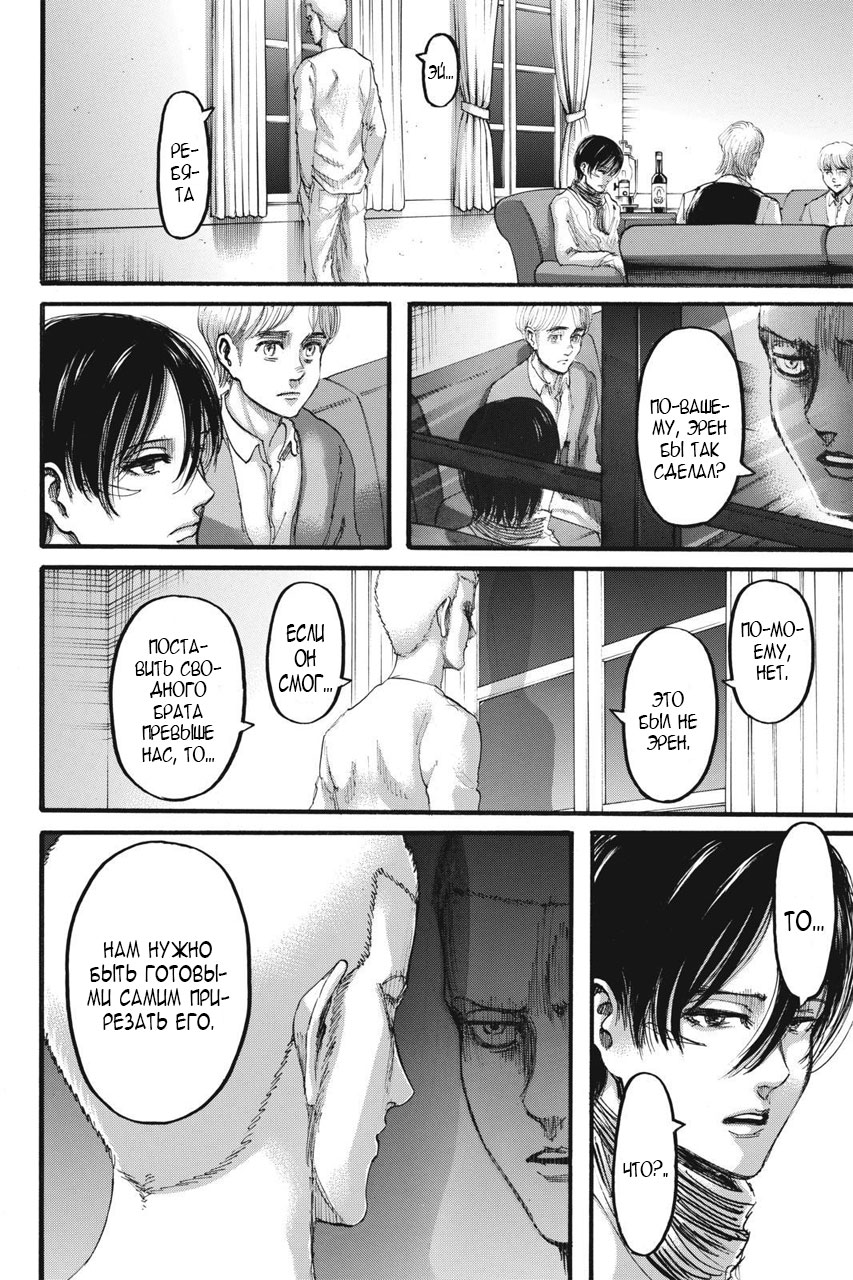 ЭЙ...
РЕ-
БЯ-
ТА
ПО-ВАШЕ-
МУ, ЭРЕН
БЫ ТАК
СДЕЛАЛ?
ПО-МО-
ЕМУ,
НЕТ.
ЭТО
БЫЛ НЕ
ЭРЕН.
ЕСЛИ
ОН
СМОГ...
ПОСТА-
ВИТЬ СВО-
ДНОГО
БРАТА
ПРЕВЫШЕ
НАС, ТО...
ТО...
ЧТО?..
НАМ НУЖНО
БЫТЬ ГОТОВЫ-
МИ САМИМ ПРИ-
РЕЗАТЬ ЕГО.